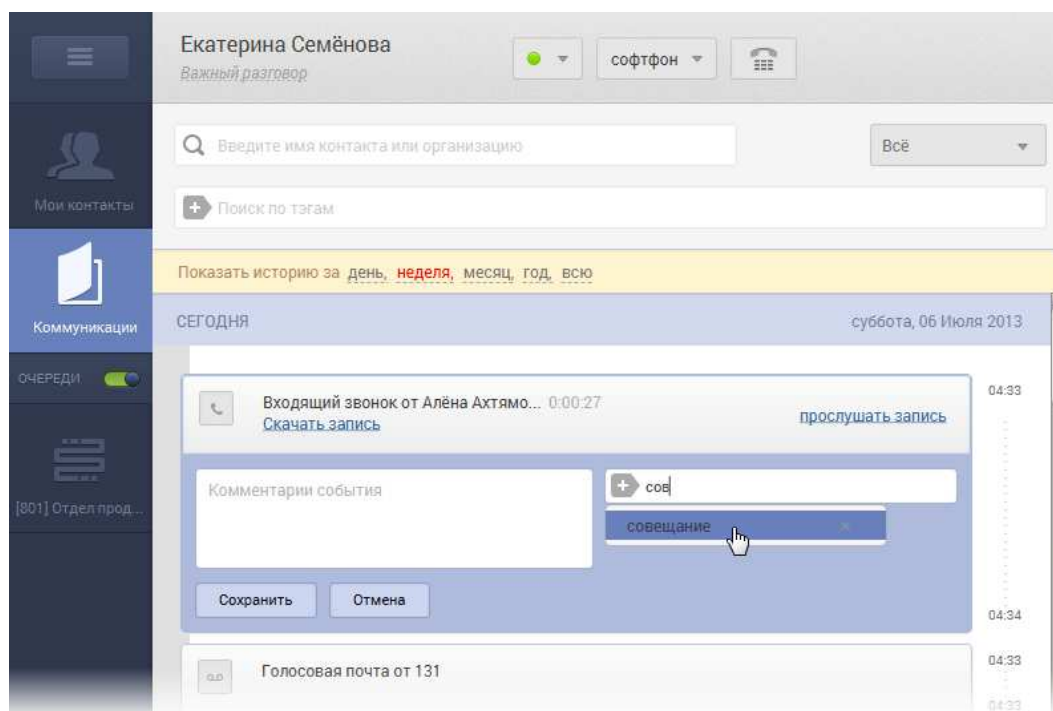 Екатерина Семёнова
Важный разговор
софтфон
Введите имя контакта или организацию
Всё
Мои контакты
Поиск по тэгам
Показать историю за день, неделя, месяц, год, всю
Коммуникации
СЕГОДНЯ
суббота, 06 Июля 2013
ОЧЕРЕДИ
Входящий звонок от Алёна Ахтямо... 0:00:27
04:33
Скачать запись
прослушать запись
Комментарии события
сов
[801] Отдел прод...
совещание
Сохранить
Отмена
04:34
Голосовая почта от 131
04:33
04:33